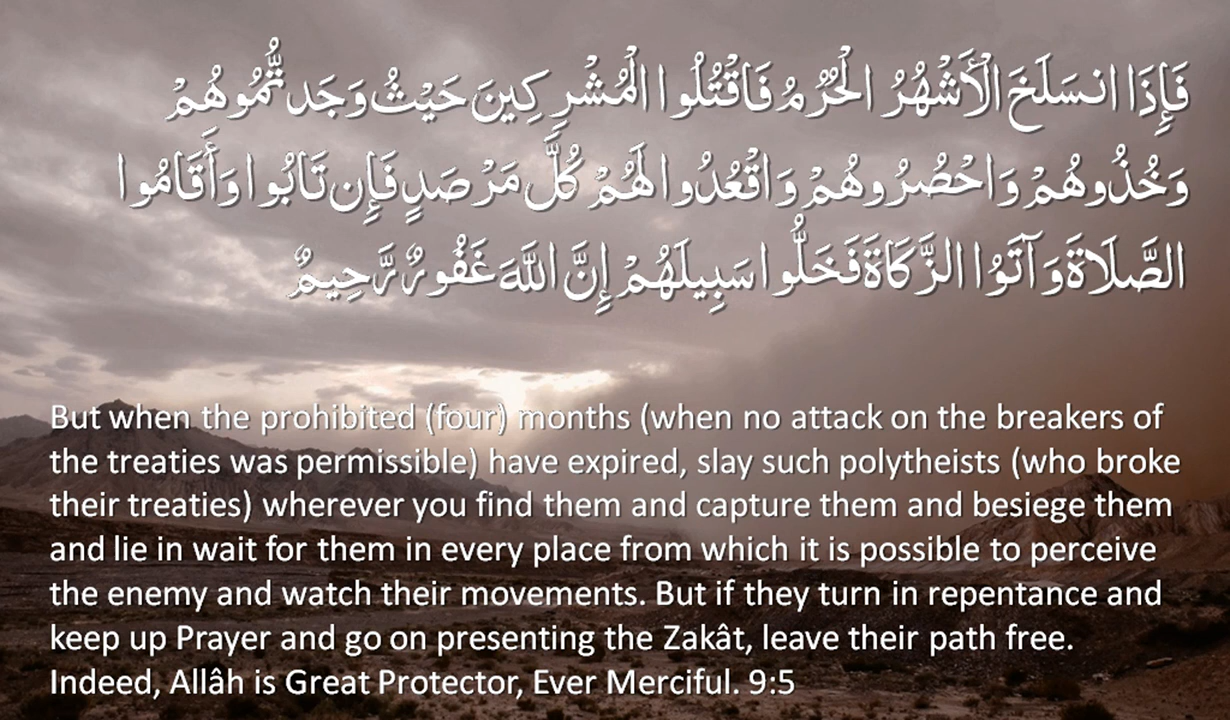 فَإِذَا انسَلَخَ الْأَشْهُرُ الْحُرُمُ فَاقْتُلُوا الْمُشْرِكِينَ حَيْثُ وَجَدتُّمُوهُمْ
وَخُذُوهُمْ وَاحْصُرُوهُمْ وَاقْعُدُوا لَهُمْ كُلَّ مَرْصَدٍ فَإِن تَابُوا وَأَقَامُوا
الصَّلَاةَ وَآتَوُا الزَّكَاةَ فَخَلُّوا سَبِيلَهُمْ إِنَّ اللَّهَ غَفُورٌ رَّحِيمٌ
But when the prohibited (four) months (when no attack on the breakers of
the treaties was permissible) have expired, slay such polytheists (who broke
their treaties) wherever you find them and capture them and besiege them
and lie in wait for them in every place from which it is possible to perceive
the enemy and watch their movements. But if they turn in repentance and
keep up Prayer and go on presenting the Zakât, leave their path free.
Indeed, Allâh is Great Protector, Ever Merciful. 9:5